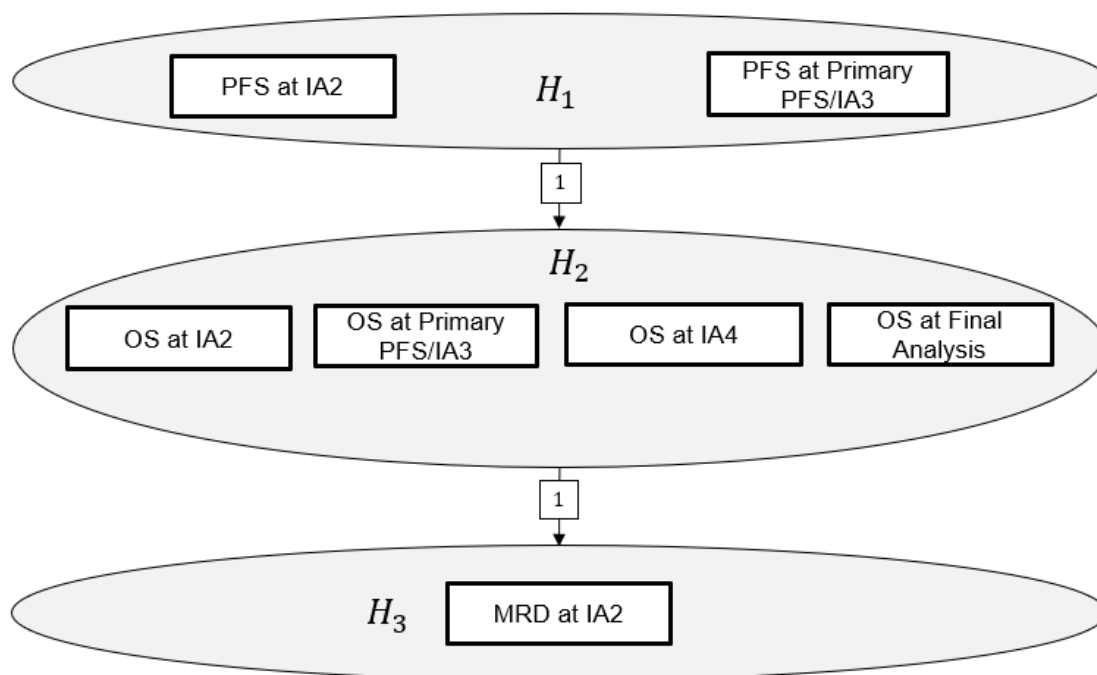 PFS at IA2
H₁
PFS at Primary
PFS/IA3
1
H₂
OS at IA2
OS at Primary
PFS/IA3
OS at IA4
OS at Final
Analysis
1
H₃
MRD at IA2